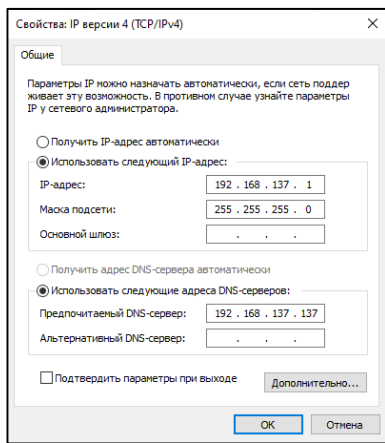 Свойства: IP версии 4 (TCP/IPv4)
Общие
Параметры IP можно назначать автоматически, если сеть поддер
живает эту возможность. В противном случае узнайте параметры
IP у сетевого администратора.
Получить IP-адрес автоматически
Использовать следующий IP-адрес:
IP-адрес: 192 . 168 . 137 . 1
Маска подсети: 255 . 255 . 255 . 0
Основной шлюз: . . .
Получить адрес DNS-сервера автоматически
Использовать следующие адреса DNS-серверов:
Предпочитаемый DNS-сервер: 192 . 168 . 137 . 137
Альтернативный DNS-сервер: . . .
Подтвердить параметры при выходе
Дополнительно...
ОК Отмена